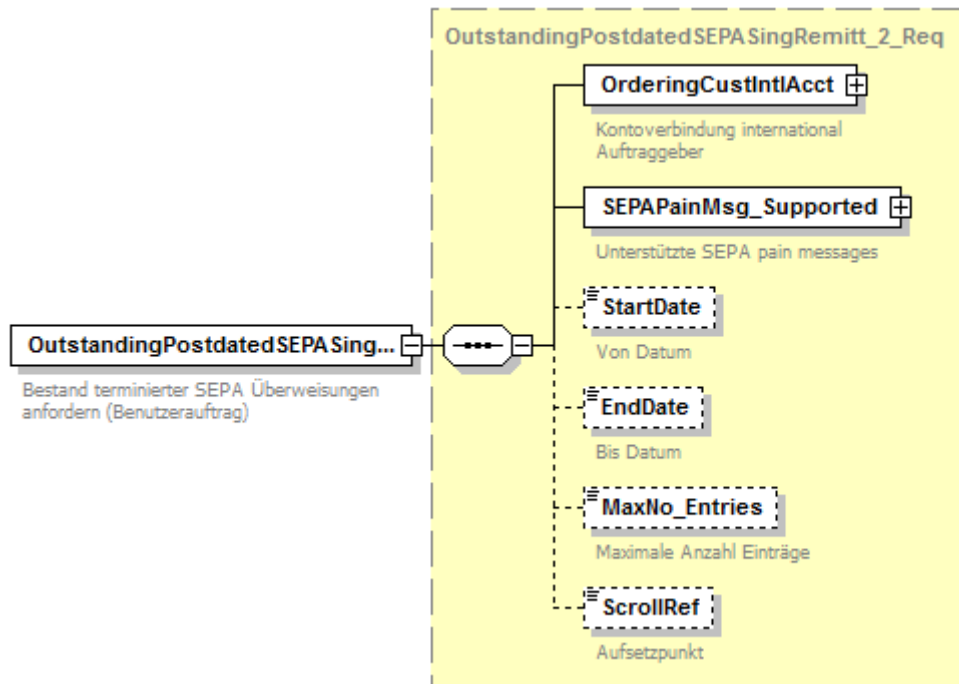 OutstandingPostdatedSEPASingRemitt_2_Req
OrderingCustIntlAcct
Kontoverbindung international
Auftraggeber
SEPAPainMsg_Supported
Unterstützte SEPA pain messages
StartDate
Von Datum
OutstandingPostdatedSEPASing...
Bestand terminierter SEPA Überweisungen
anfordern (Benutzerauftrag)
EndDate
Bis Datum
MaxNo_Entries
Maximale Anzahl Einträge
ScrollRef
Aufsetzpunkt